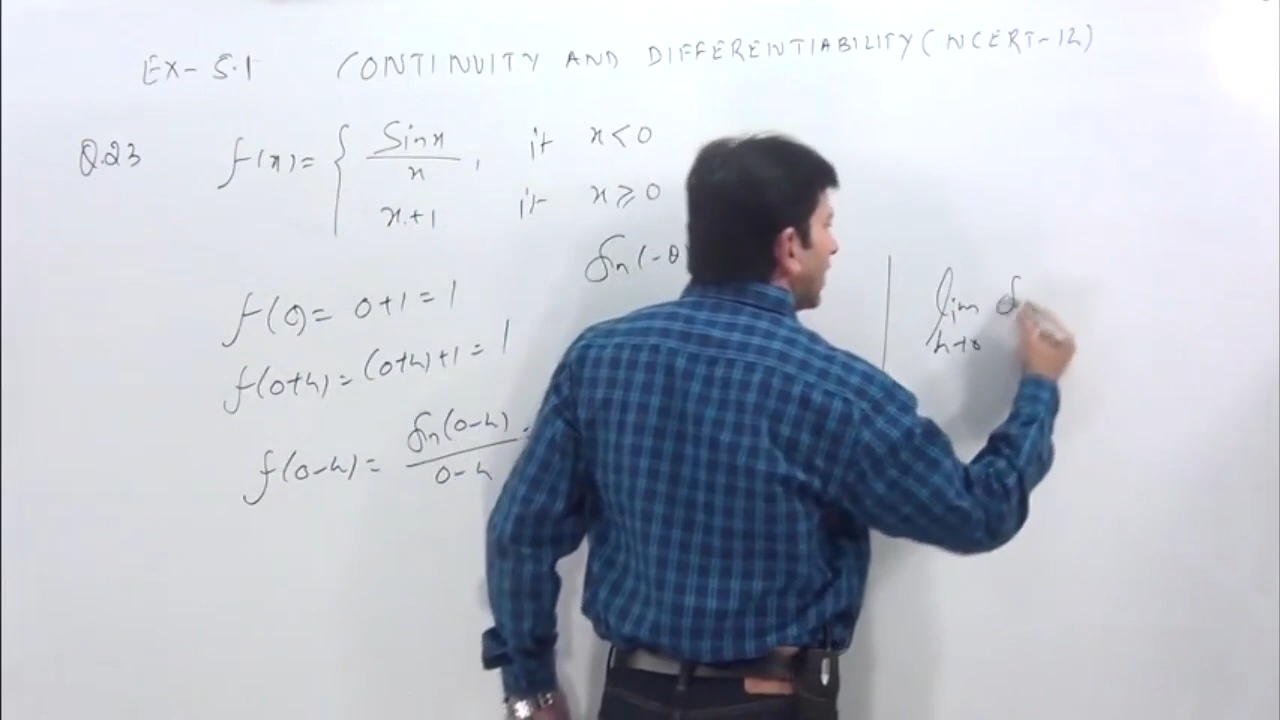 EX-5.1 CONTINUITY AND DIFFERENTIABILITY (NCERT-12)
Q.23 f(x) = { Sinx / x , if x < 0
x+1 if x ≥ 0
Sin(-θ)
f(0) = 0+1 = 1
f(0+h) = (0+h)+1 = 1
f(0-h) = Sin(0-h) / 0-h
lim
h→0